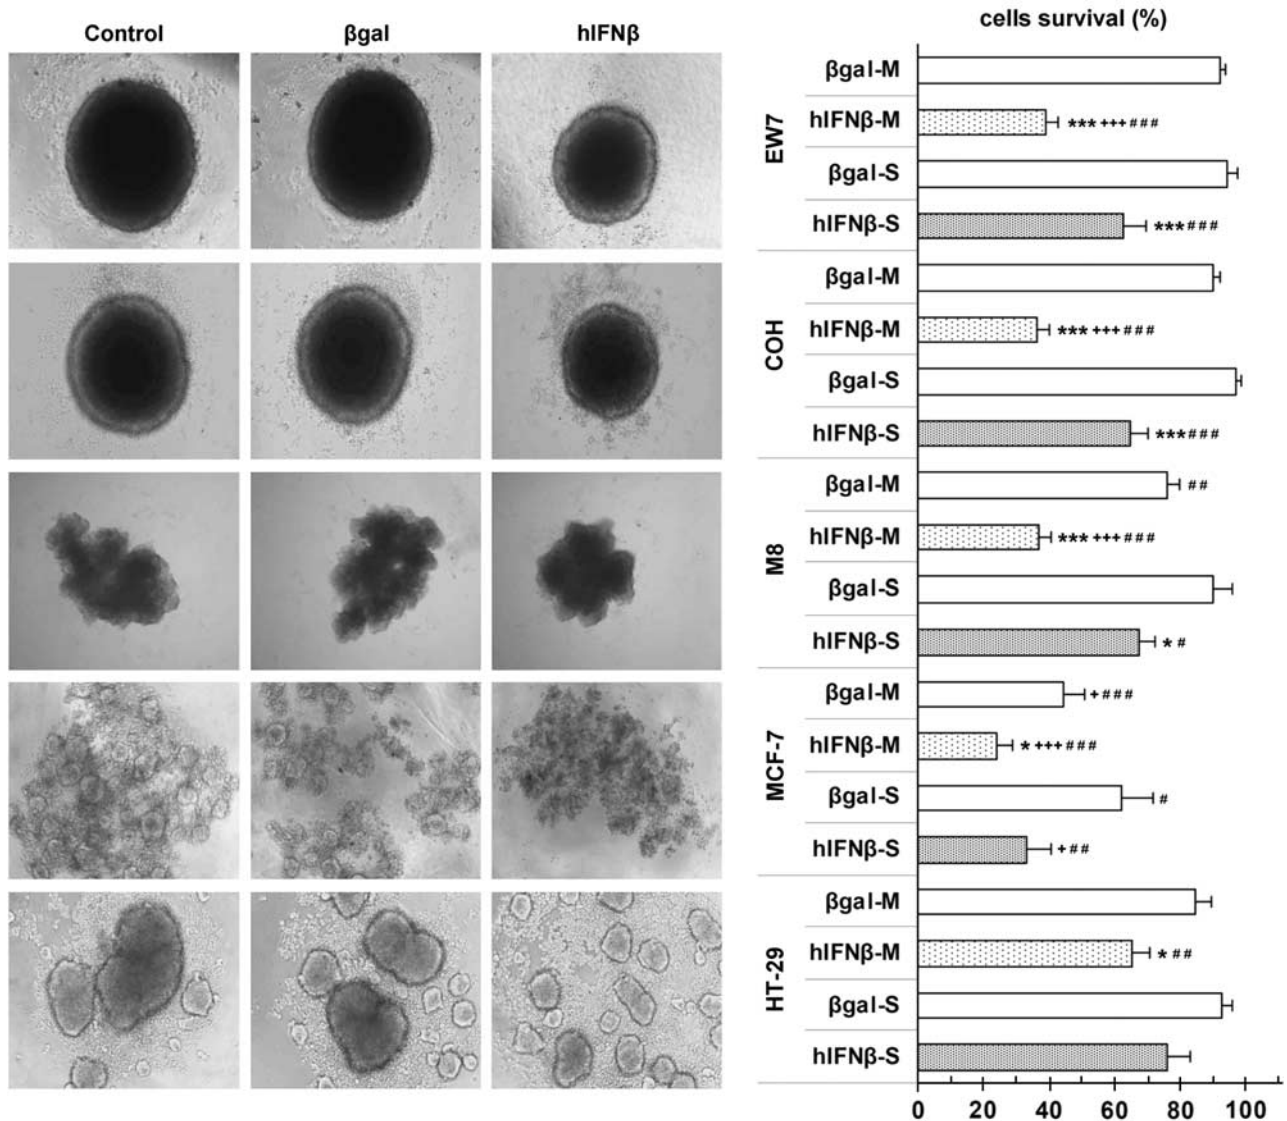 Control
βgal
hIFNβ
cells survival (%)
EW7
βgal-M
hIFNβ-M
*** +++ # # #
βgal-S
hIFNβ-S
***# # #
COH
βgal-M
hIFNβ-M
*** +++ # # #
βgal-S
hIFNβ-S
***# # #
M8
βgal-M
# #
hIFNβ-M
*** +++ # # #
βgal-S
hIFNβ-S
* #
MCF-7
βgal-M
+ # # #
hIFNβ-M
* +++ # # #
βgal-S
#
hIFNβ-S
+ # #
HT-29
βgal-M
hIFNβ-M
* # #
βgal-S
hIFNβ-S
0 20 40 60 80 100